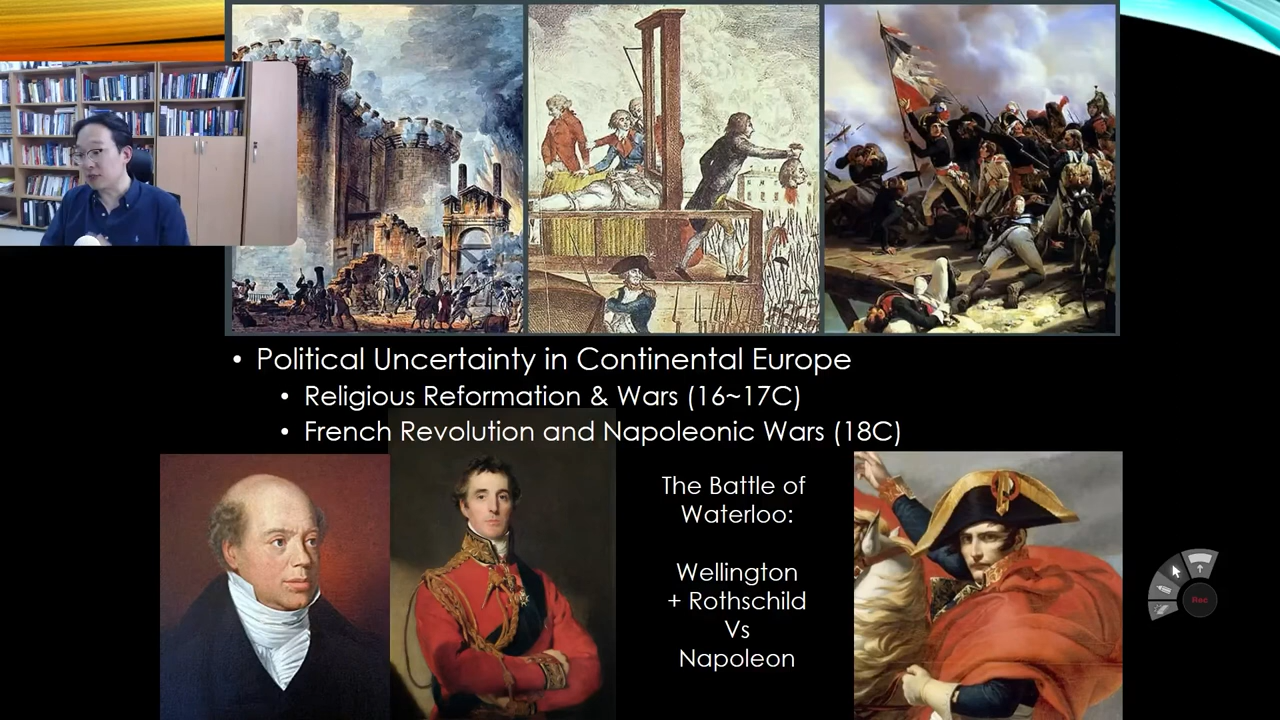 • Political Uncertainty in Continental Europe
• Religious Reformation & Wars (16~17C)
• French Revolution and Napoleonic Wars (18C)
The Battle of
Waterloo:
Wellington
+ Rothschild
Vs
Napoleon
Rec